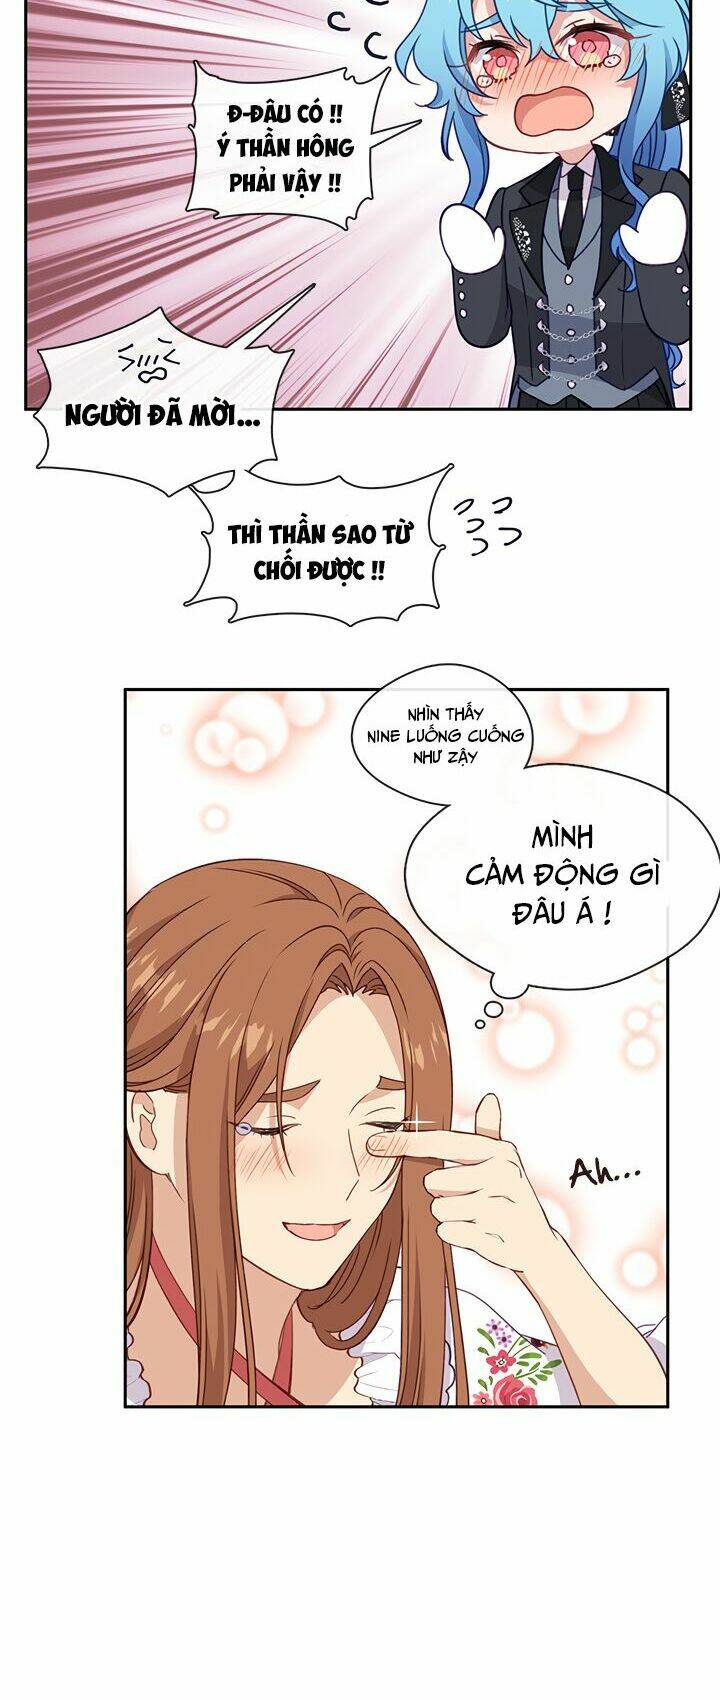 Đ-ĐÂU CÓ !!
Ý THẦN HÔNG
PHẢI VẬY !!
NGƯỜI ĐÃ MỜI...
THÌ THẦN SAO TỪ
CHỐI ĐƯỢC !!
NHÌN THẤY
NINE LUỐNG CUỐNG
NHƯ ZẬY
MÌNH
CẢM ĐỘNG GÌ
ĐÂU Á !
Ah...